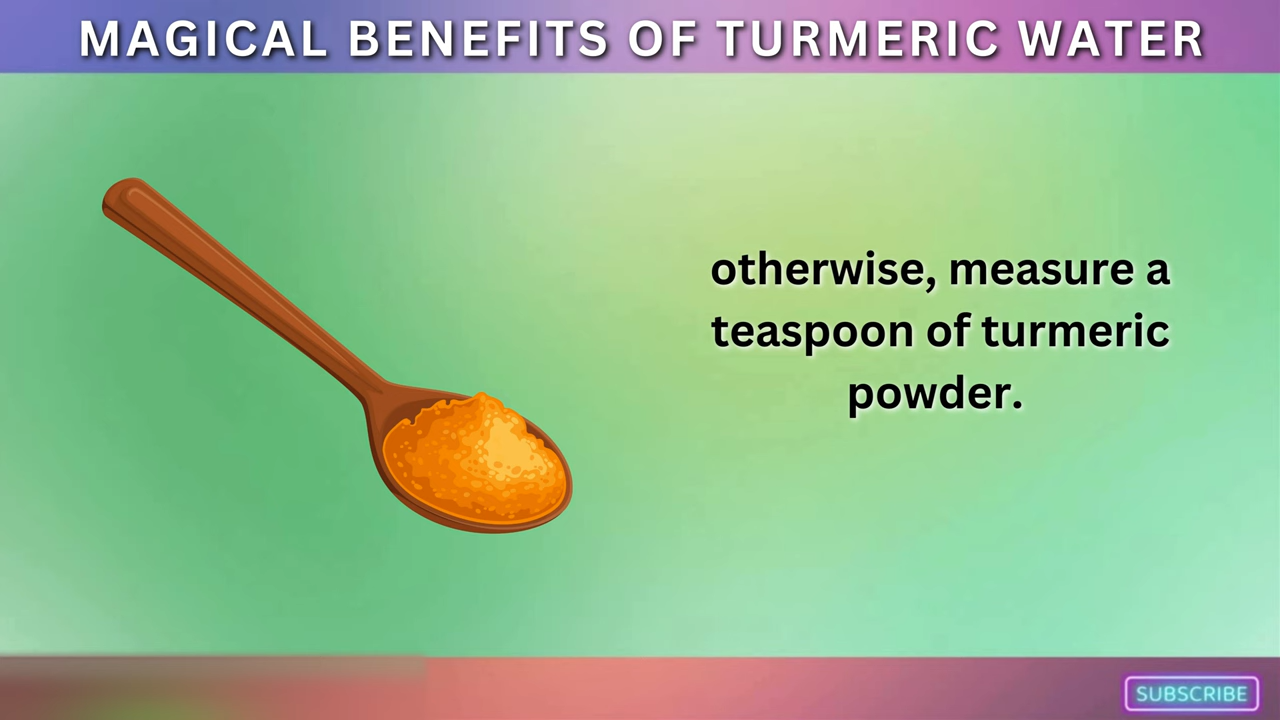 MAGICAL BENEFITS OF TURMERIC WATER
otherwise, measure a
teaspoon of turmeric
powder.
SUBSCRIBE